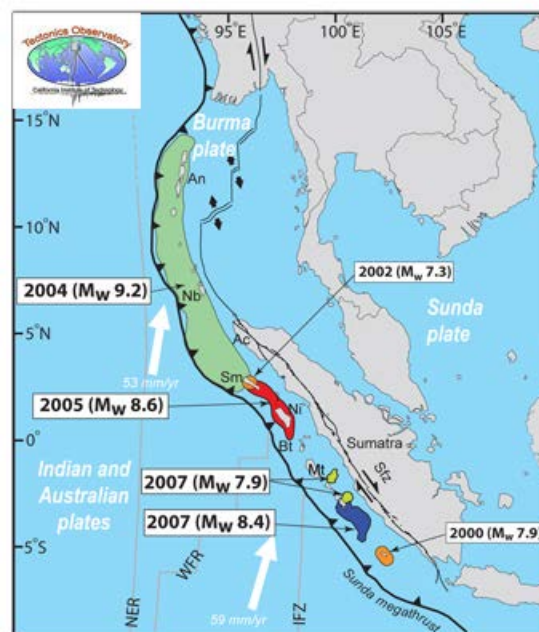 Tectonics Observatory
California Institute of Technology
95°E
100°E
105°E
15°N
10°N
5°N
0°
5°S
Burma
plate
An
2002 (Mw 7.3)
2004 (Mw 9.2)
Nb
Sunda
plate
Ac
53 mm/yr
Sm
2005 (Mw 8.6)
Ni
Sumatra
Bt
Indian and
Australian
plates
Mt
Sfz
2007 (Mw 7.9)
2007 (Mw 8.4)
2000 (Mw 7.9)
WFR
NER
59 mm/yr
IFZ
Sunda megathrust